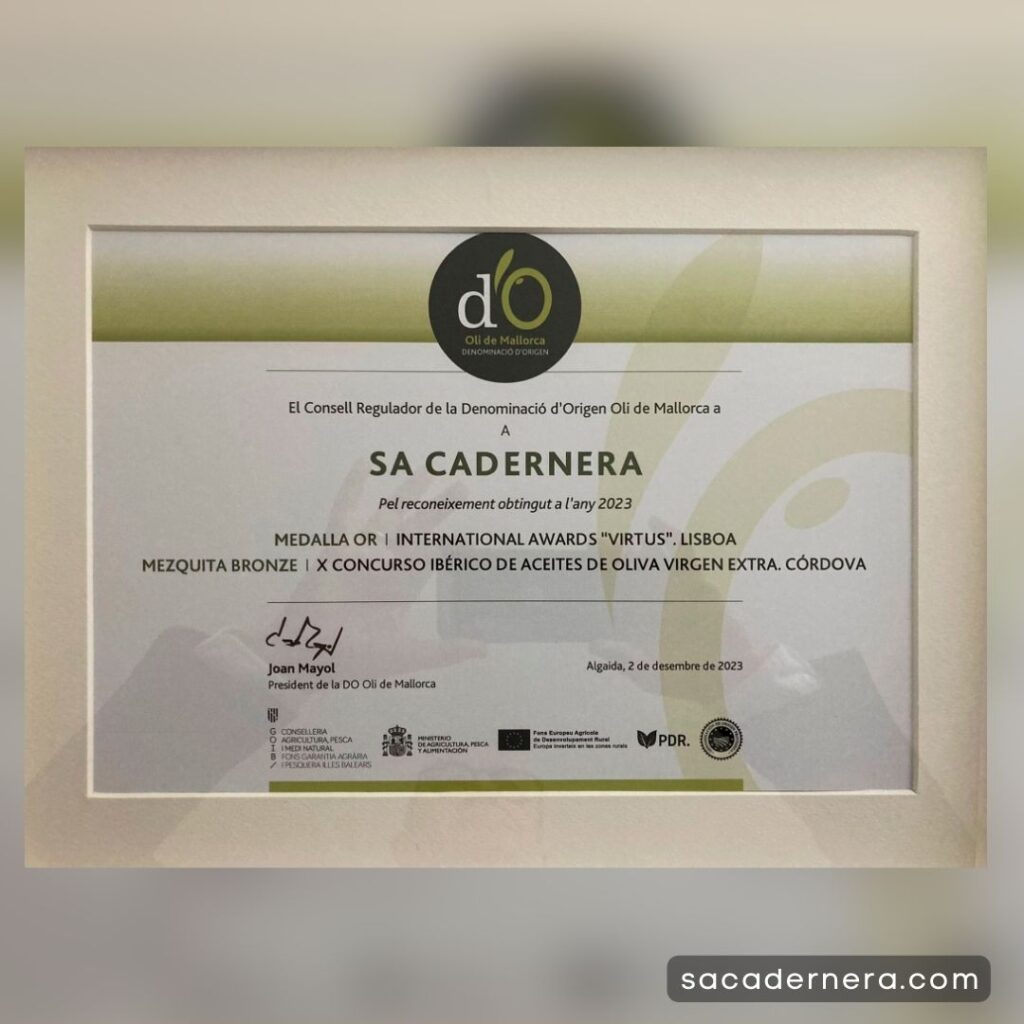 d'O
Oli de Mallorca
DENOMINACIÓ D'ORIGEN
El Consell Regulador de la Denominació d'Origen Oli de Mallorca a
A
SA CADERNERA
Pel reconeixement obtingut a l'any 2023
MEDALLA OR | INTERNATIONAL AWARDS "VIRTUS". LISBOA
MEZQUITA BRONZE | X CONCURSO IBÉRICO DE ACEITES DE OLIVA VIRGEN EXTRA. CÓRDOVA
Joan Mayol
President de la DO Oli de Mallorca
Algaida, 2 de desembre de 2023
G CONSELLERIA
O AGRICULTURA, PESCA
I I MEDI NATURAL
B FONS GARANTIA AGRÀRIA
/ I PESQUERA ILLES BALEARS
MINISTERIO
DE AGRICULTURA, PESCA
Y ALIMENTACIÓN
Fons Europeu Agrícola
de Desenvolupament Rural
Europa inverteix en les zones rurals
PDR.
sacadernera.com